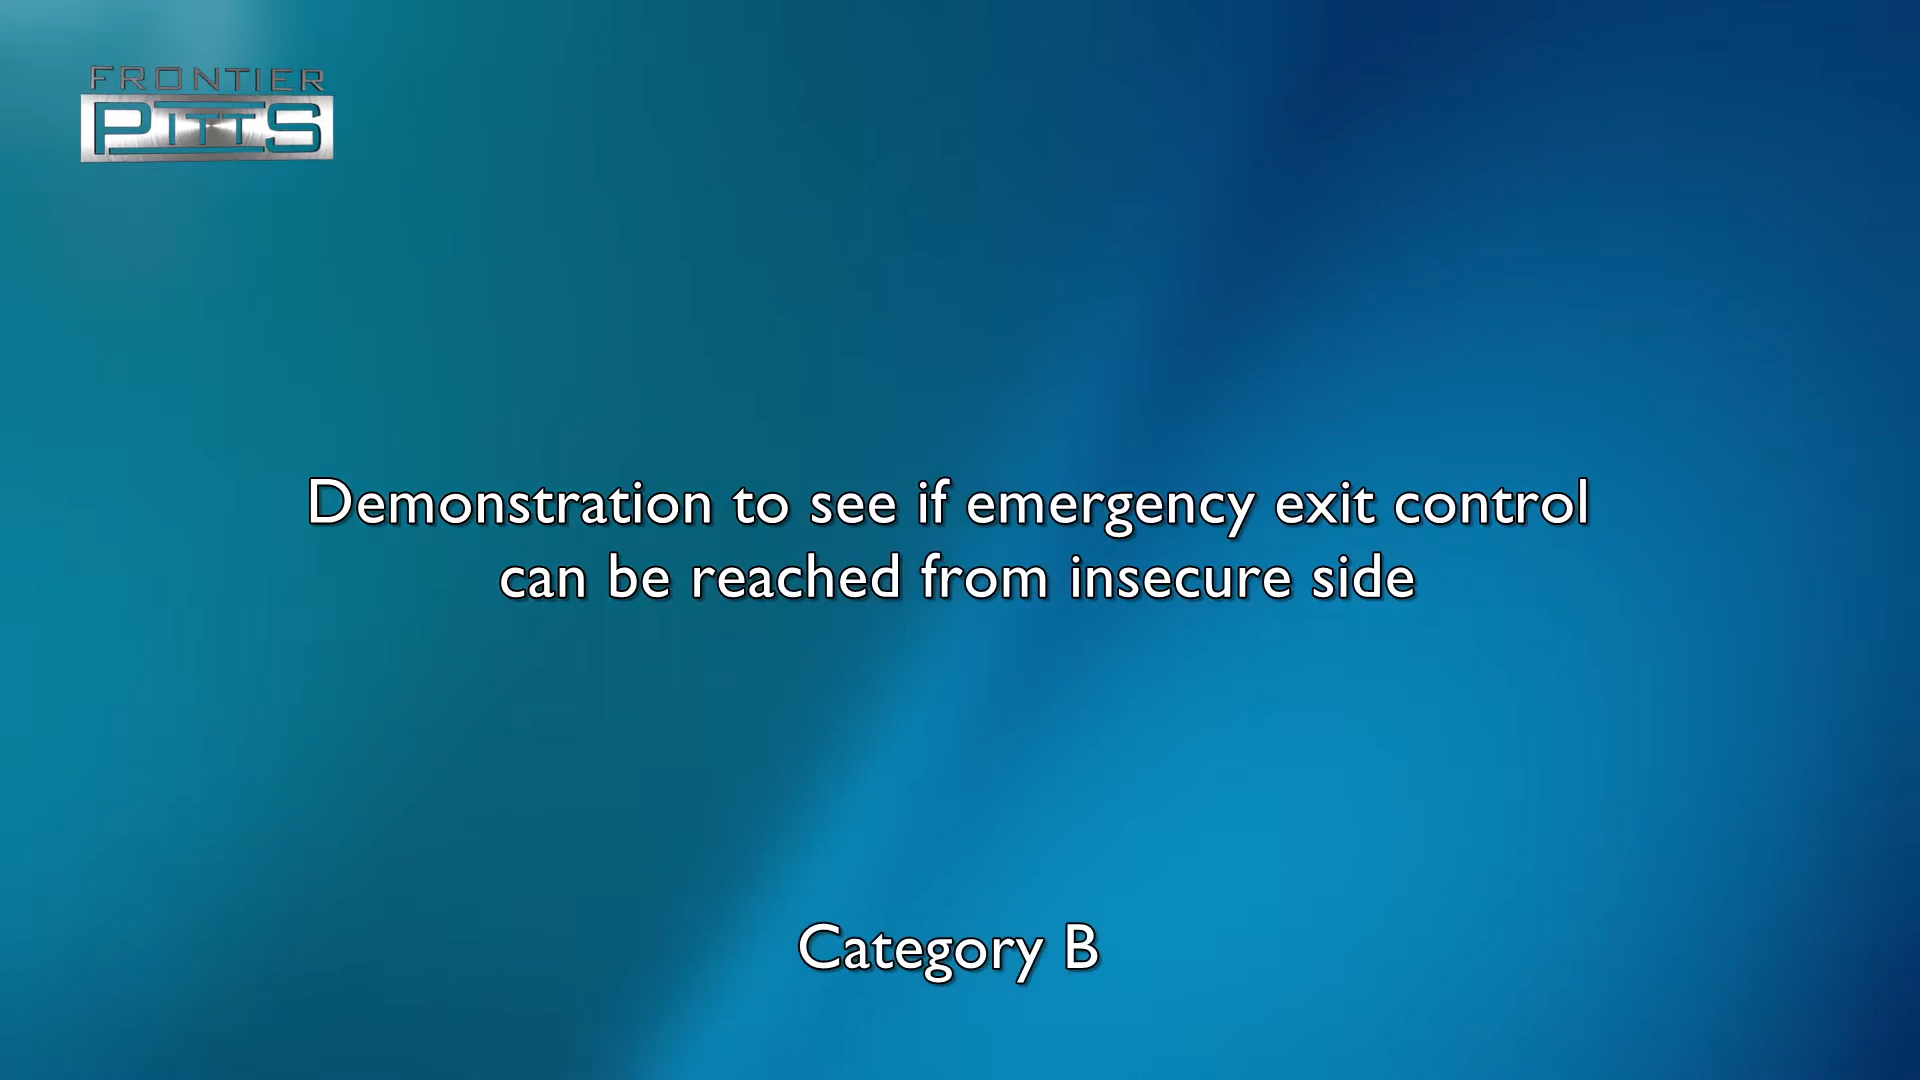 FRONTIER
PITTS
Demonstration to see if emergency exit control
can be reached from insecure side
Category B